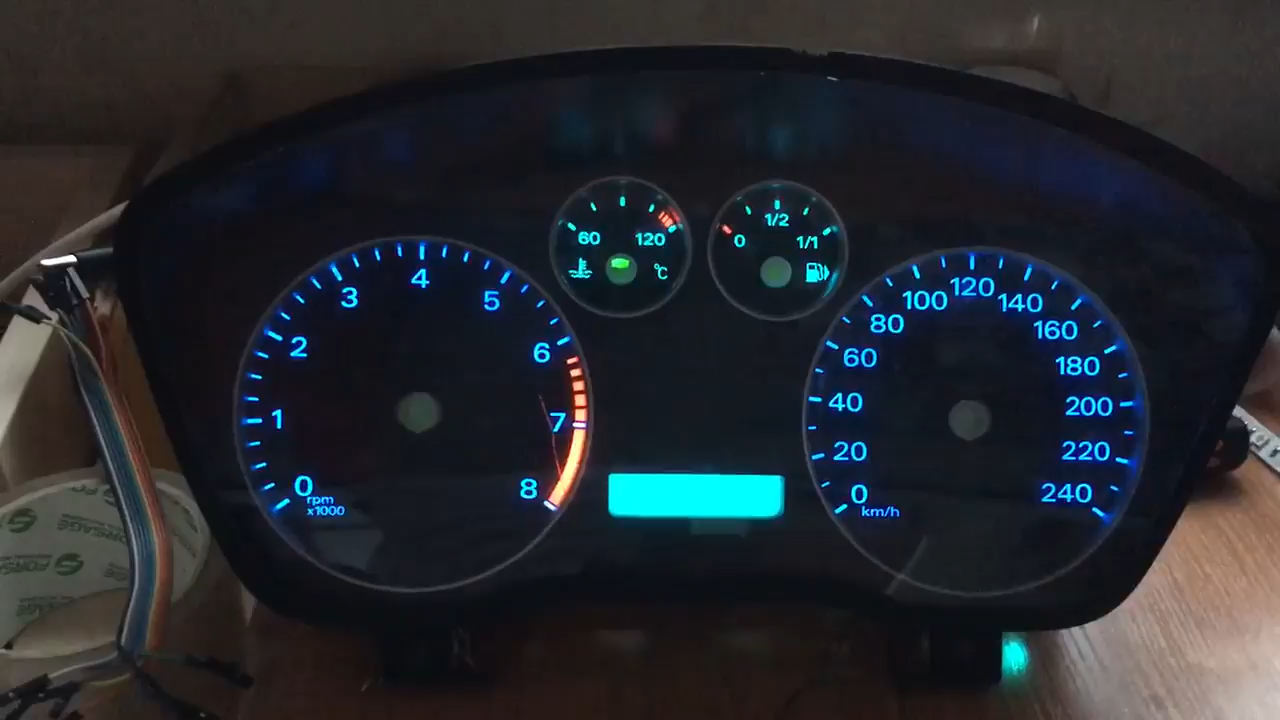 60 120
°C
0 1/2 1/1
0 1 2 3 4 5 6 7 8
rpm
x1000
0 20 40 60 80 100 120 140 160 180 200 220 240
km/h
FORSAGE